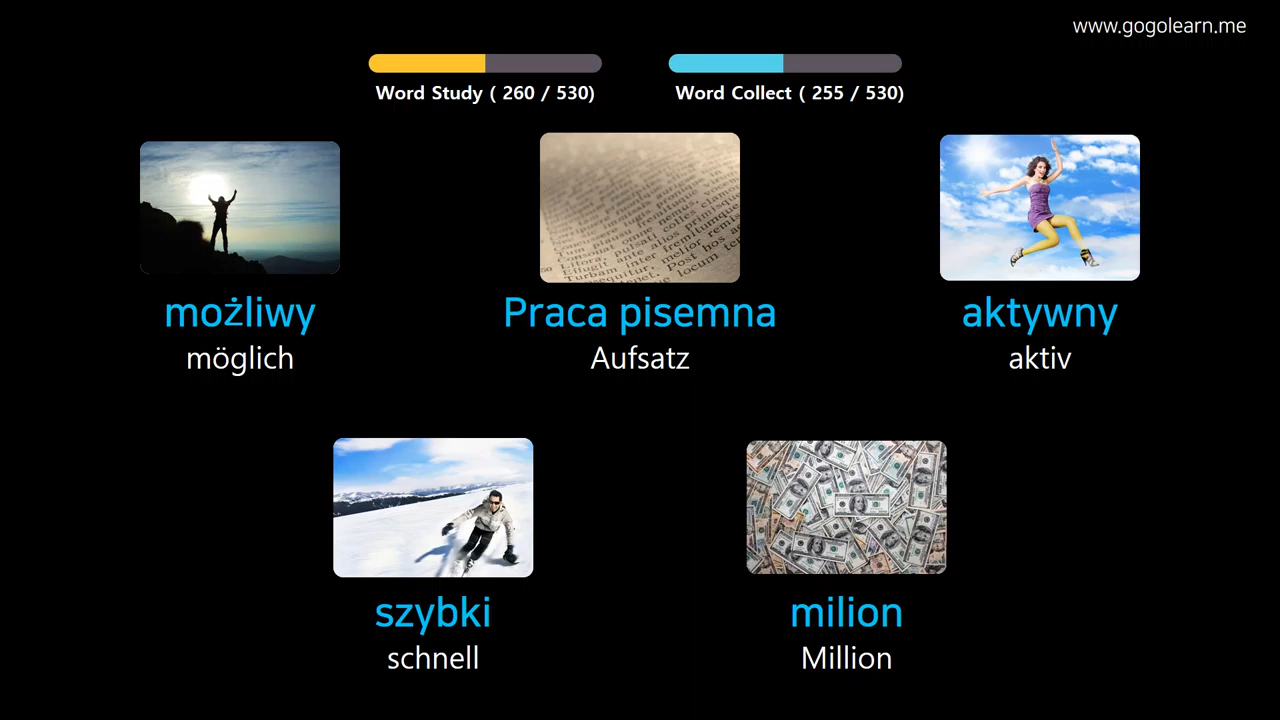 www.gogolearn.me
Word Study ( 260 / 530)
Word Collect ( 255 / 530)
możliwy
möglich
Praca pisemna
Aufsatz
aktywny
aktiv
szybki
schnell
milion
Million